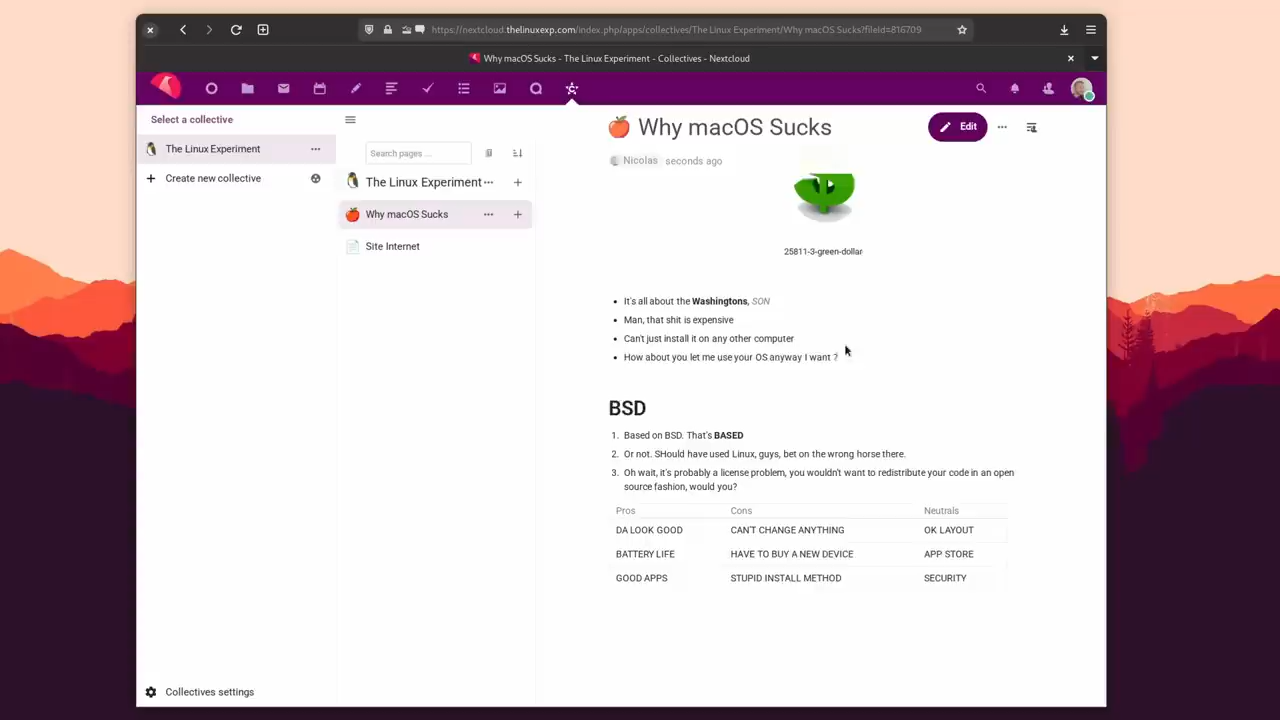 https://nextcloud.thelinuxexp.com/index.php/apps/collectives/The Linux Experiment/Why macOS Sucks?fileId=816709
Why macOS Sucks - The Linux Experiment - Collectives - Nextcloud
Select a collective
The Linux Experiment
Create new collective
Search pages ...
The Linux Experiment
Why macOS Sucks
Site Internet
Why macOS Sucks
Edit
Nicolas seconds ago
25811-3-green-dollar
It's all about the Washingtons, SON
Man, that shit is expensive
Can't just install it on any other computer
How about you let me use your OS anyway I want ?
BSD
1. Based on BSD. That's BASED
2. Or not. SHould have used Linux, guys, bet on the wrong horse there.
3. Oh wait, it's probably a license problem, you wouldn't want to redistribute your code in an open
source fashion, would you?
Pros Cons Neutrals
DA LOOK GOOD CAN'T CHANGE ANYTHING OK LAYOUT
BATTERY LIFE HAVE TO BUY A NEW DEVICE APP STORE
GOOD APPS STUPID INSTALL METHOD SECURITY
Collectives settings